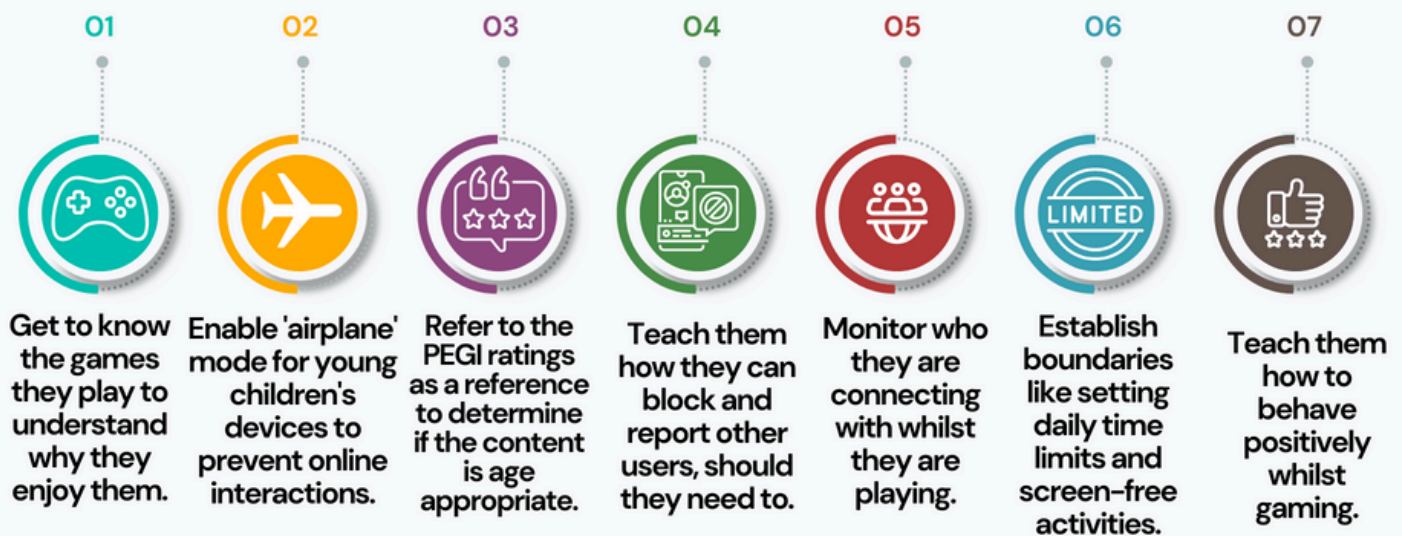 01
Get to know
the games
they play to
understand
why they
enjoy them.
02
Enable 'airplane'
mode for young
children's
devices to
prevent online
interactions.
03
Refer to the
PEGI ratings
as a reference
to determine
if the content
is age
appropriate.
04
Teach them
how they can
block and
report other
users, should
they need to.
05
Monitor who
they are
connecting
with whilst
they are
playing.
06
LIMITED
Establish
boundaries
like setting
daily time
limits and
screen-free
activities.
07
Teach them
how to
behave
positively
whilst
gaming.